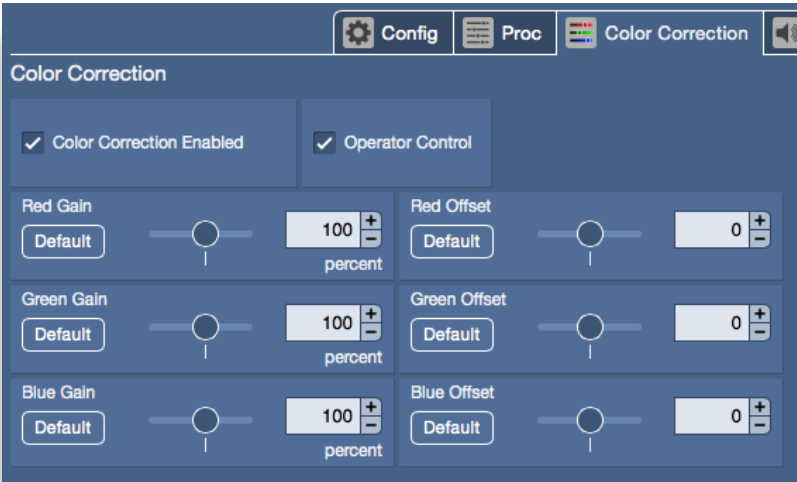 Config Proc Color Correction
Color Correction
Color Correction Enabled Operator Control
Red Gain Red Offset
Default 100 + - Default 0 + -
percent
Green Gain Green Offset
Default 100 + - Default 0 + -
percent
Blue Gain Blue Offset
Default 100 + - Default 0 + -
percent